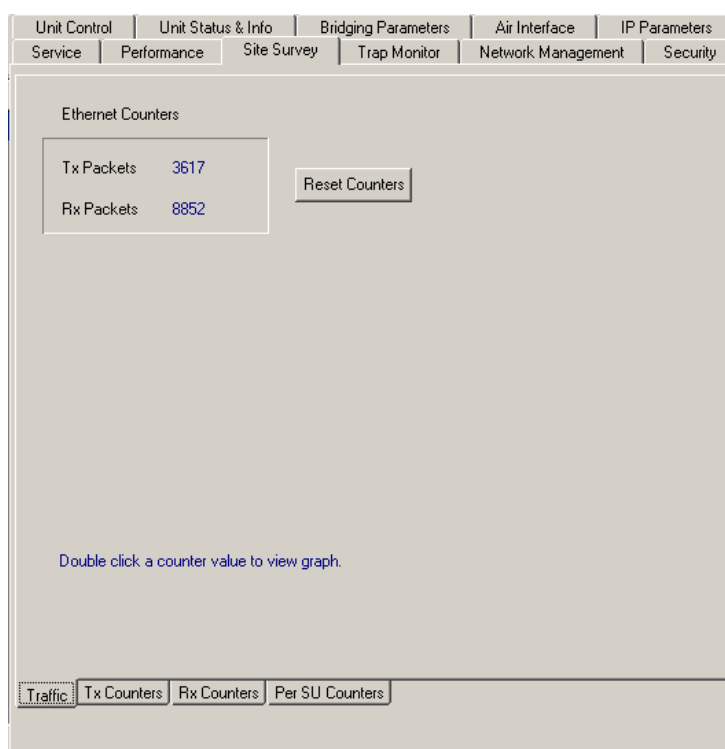 Unit Control Unit Status & Info Bridging Parameters Air Interface IP Parameters
Service Performance Site Survey Trap Monitor Network Management Security
Ethernet Counters
Tx Packets 3617
Reset Counters
Rx Packets 8852
Double click a counter value to view graph.
Traffic Tx Counters Rx Counters Per SU Counters